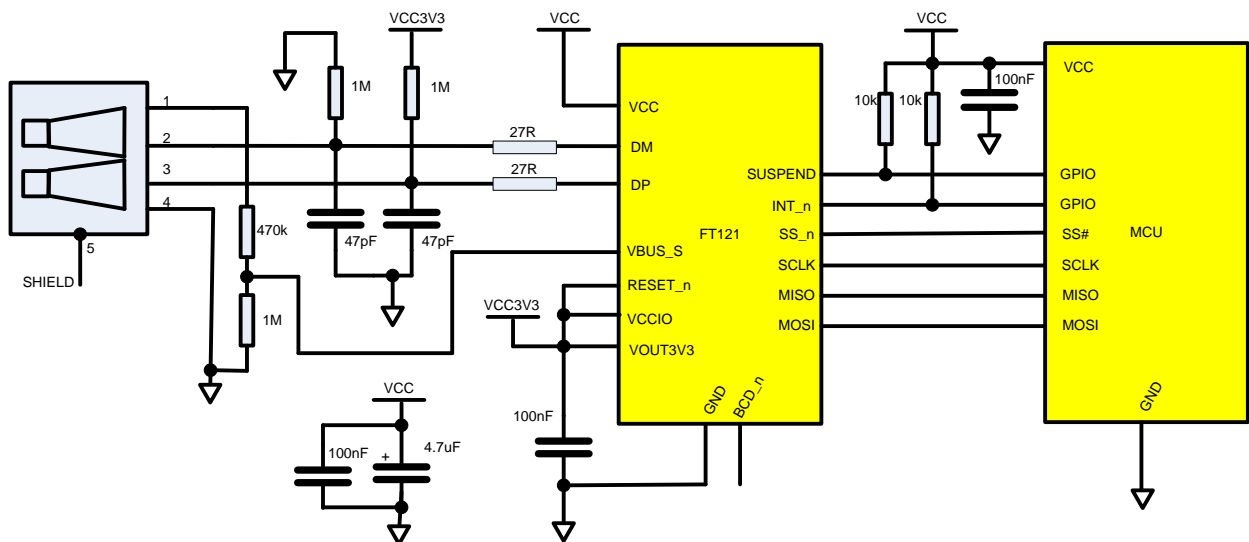 VCC3V3
VCC
VCC
1M
1M
10k
10k
100nF
VCC
VCC
1
2
3
4
5
SHIELD
27R
27R
DM
DP
SUSPEND
GPIO
INT_n
GPIO
470k
47pF
47pF
FT121
SS_n
SS#
MCU
VBUS_S
SCLK
SCLK
RESET_n
MISO
MISO
1M
VCC3V3
VCCIO
MOSI
MOSI
VOUT3V3
VCC
GND
BCD_n
GND
100nF
100nF
+
4.7uF